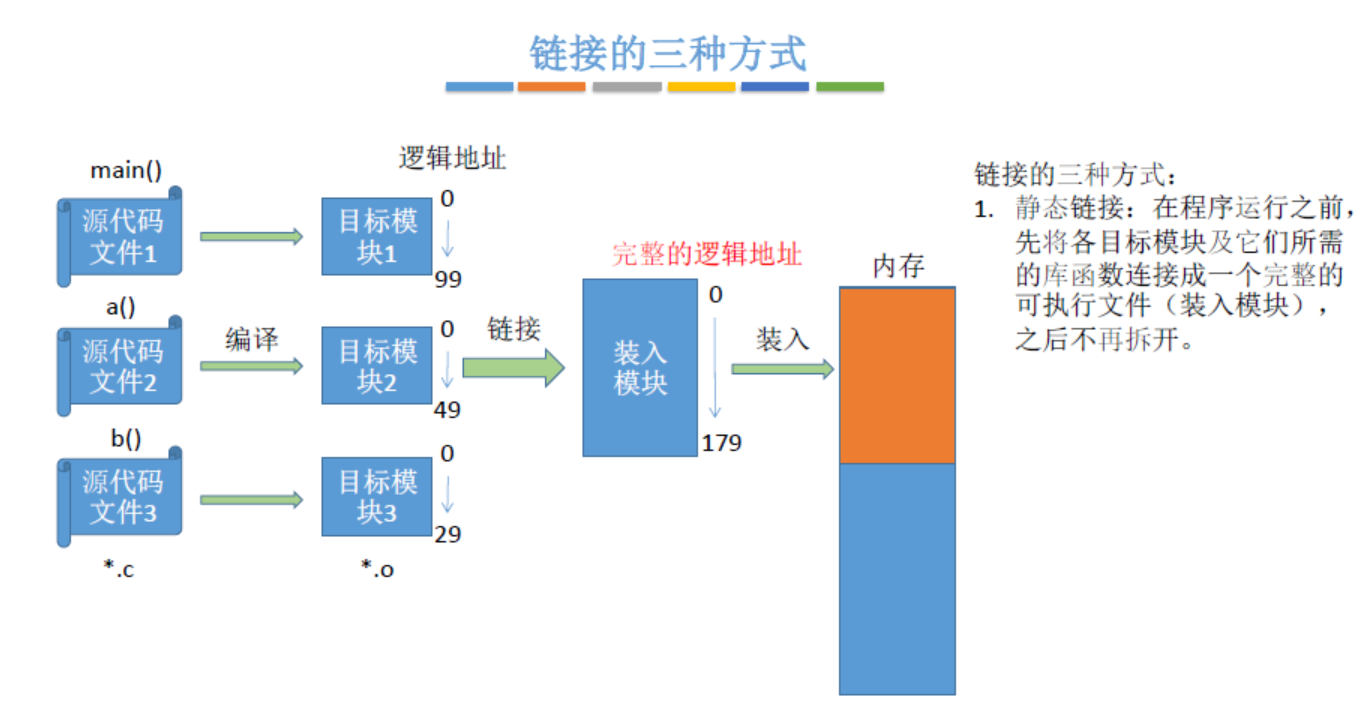 链接的三种方式
逻辑地址
main()
源代码
文件1
目标模
块1
0
99
a()
源代码
文件2
编译
目标模
块2
0
49
链接
b()
源代码
文件3
目标模
块3
0
29
*.c
*.o
完整的逻辑地址
装入
模块
0
179
装入
内存
链接的三种方式：
1. 静态链接：在程序运行之前，
先将各目标模块及它们所需
的库函数连接成一个完整的
可执行文件（装入模块），
之后不再拆开。